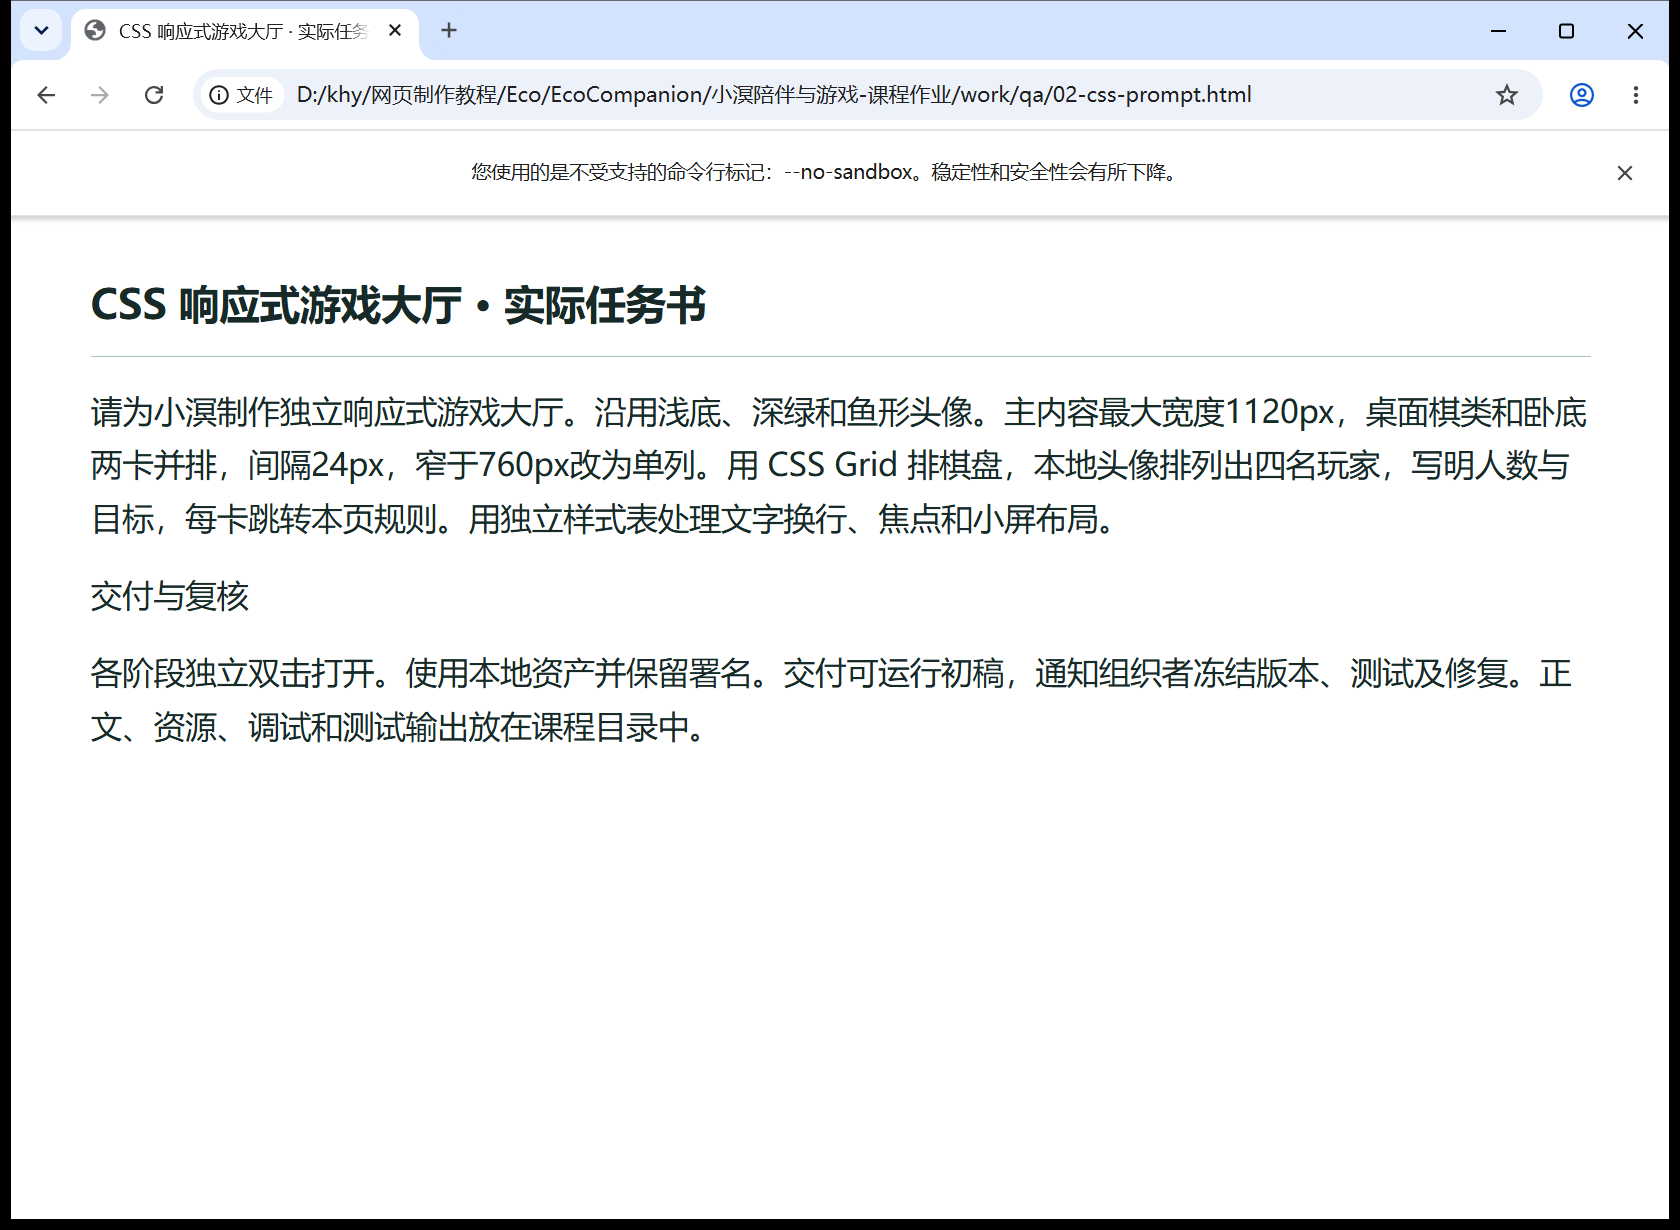 CSS 响应式游戏大厅 · 实际任务
文件
D:/khy/网页制作教程/Eco/EcoCompanion/小溟陪伴与游戏-课程作业/work/qa/02-css-prompt.html
您使用的是不受支持的命令行标记：--no-sandbox。稳定性和安全性会有所下降。
CSS 响应式游戏大厅 · 实际任务书
请为小溟制作独立响应式游戏大厅。沿用浅底、深绿和鱼形头像。主内容最大宽度1120px，桌面棋类和卧底
两卡并排，间隔24px，窄于760px改为单列。用 CSS Grid 排棋盘，本地头像排列出四名玩家，写明人数与
目标，每卡跳转本页规则。用独立样式表处理文字换行、焦点和小屏布局。
交付与复核
各阶段独立双击打开。使用本地资产并保留署名。交付可运行初稿，通知组织者冻结版本、测试及修复。正
文、资源、调试和测试输出放在课程目录中。